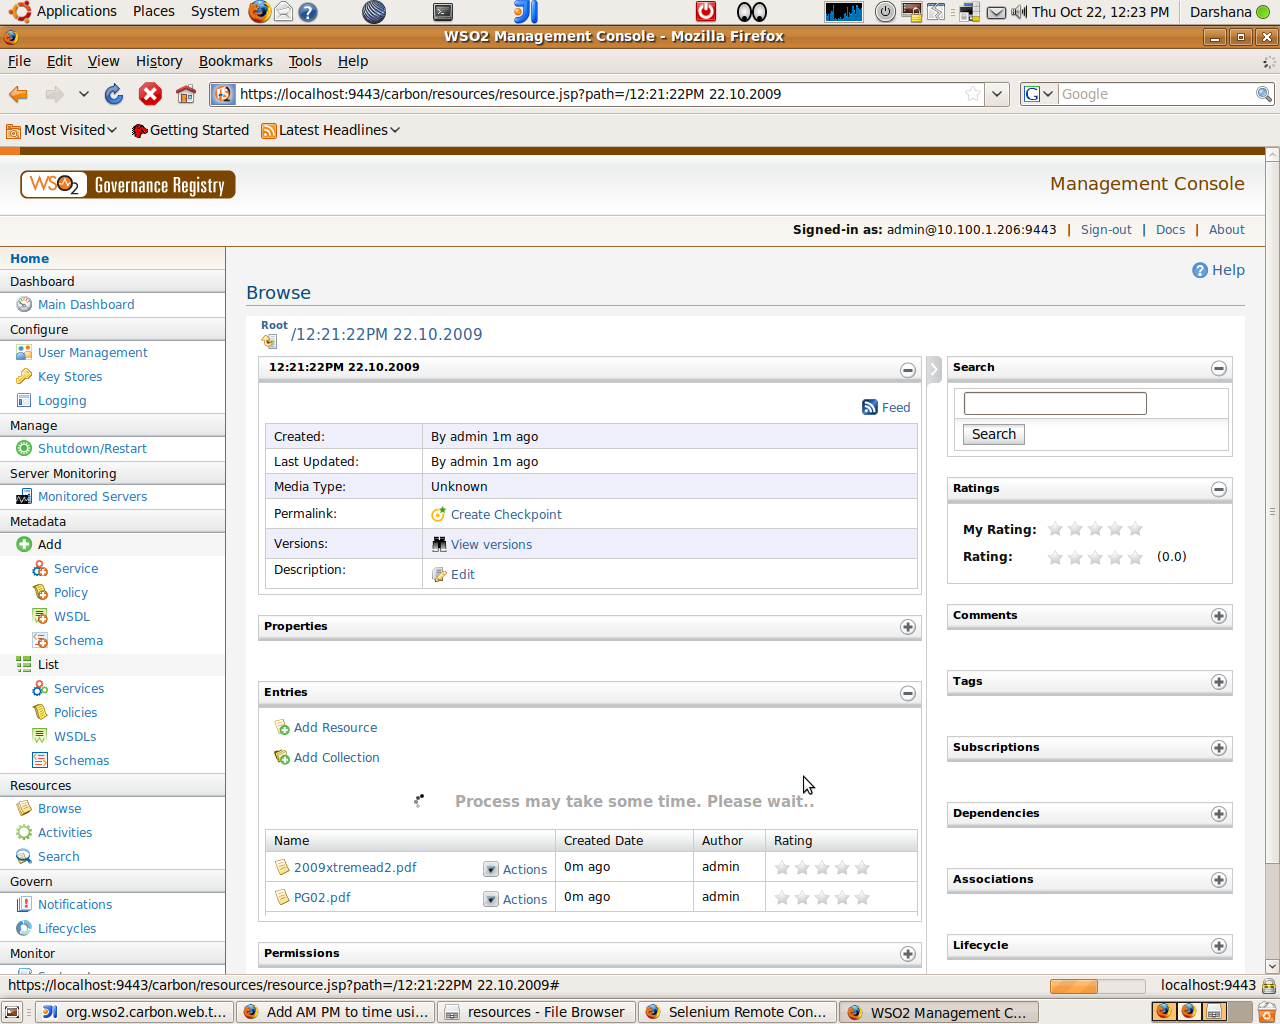 Applications Places System Thu Oct 22, 12:23 PM Darshana
WSO2 Management Console - Mozilla Firefox
File Edit View History Bookmarks Tools Help
https://localhost:9443/carbon/resources/resource.jsp?path=/12:21:22PM 22.10.2009 G Google
Most Visited Getting Started Latest Headlines
WSO2 Governance Registry
Management Console
Signed-in as: admin@10.100.1.206:9443 | Sign-out | Docs | About
Home
Dashboard
Main Dashboard
Configure
User Management
Key Stores
Logging
Manage
Shutdown/Restart
Server Monitoring
Monitored Servers
Metadata
Add
Service
Policy
WSDL
Schema
List
Services
Policies
WSDLs
Schemas
Resources
Browse
Activities
Search
Govern
Notifications
Lifecycles
Monitor
Help
Browse
Root /12:21:22PM 22.10.2009
12:21:22PM 22.10.2009
Feed
Created: By admin 1m ago
Last Updated: By admin 1m ago
Media Type: Unknown
Permalink: Create Checkpoint
Versions: View versions
Description: Edit
Properties
Entries
Add Resource
Add Collection
Process may take some time. Please wait..
Name Created Date Author Rating
2009xtremead2.pdf Actions 0m ago admin
PG02.pdf Actions 0m ago admin
Permissions
Search
Search
Ratings
My Rating:
Rating: (0.0)
Comments
Tags
Subscriptions
Dependencies
Associations
Lifecycle
https://localhost:9443/carbon/resources/resource.jsp?path=/12:21:22PM 22.10.2009# localhost:9443
org.wso2.carbon.web.t... Add AM PM to time usi... resources - File Browser Selenium Remote Con... WSO2 Management C...